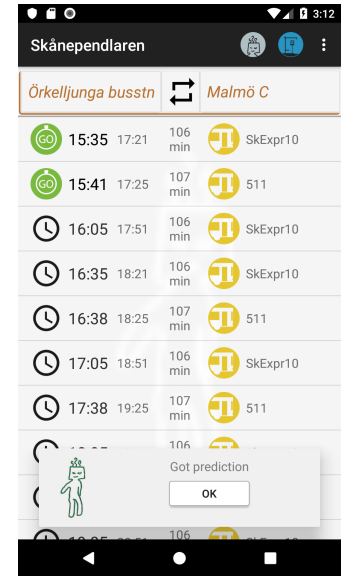 3:12
Skånependlaren
Örkelljunga busstn
Malmö C
GO 15:35 17:21 106 min SkExpr10
GO 15:41 17:25 107 min 511
16:05 17:51 106 min SkExpr10
16:35 18:21 106 min SkExpr10
16:38 18:25 107 min 511
17:05 18:51 106 min SkExpr10
17:38 19:25 107 min 511
106
Got prediction
OK
106